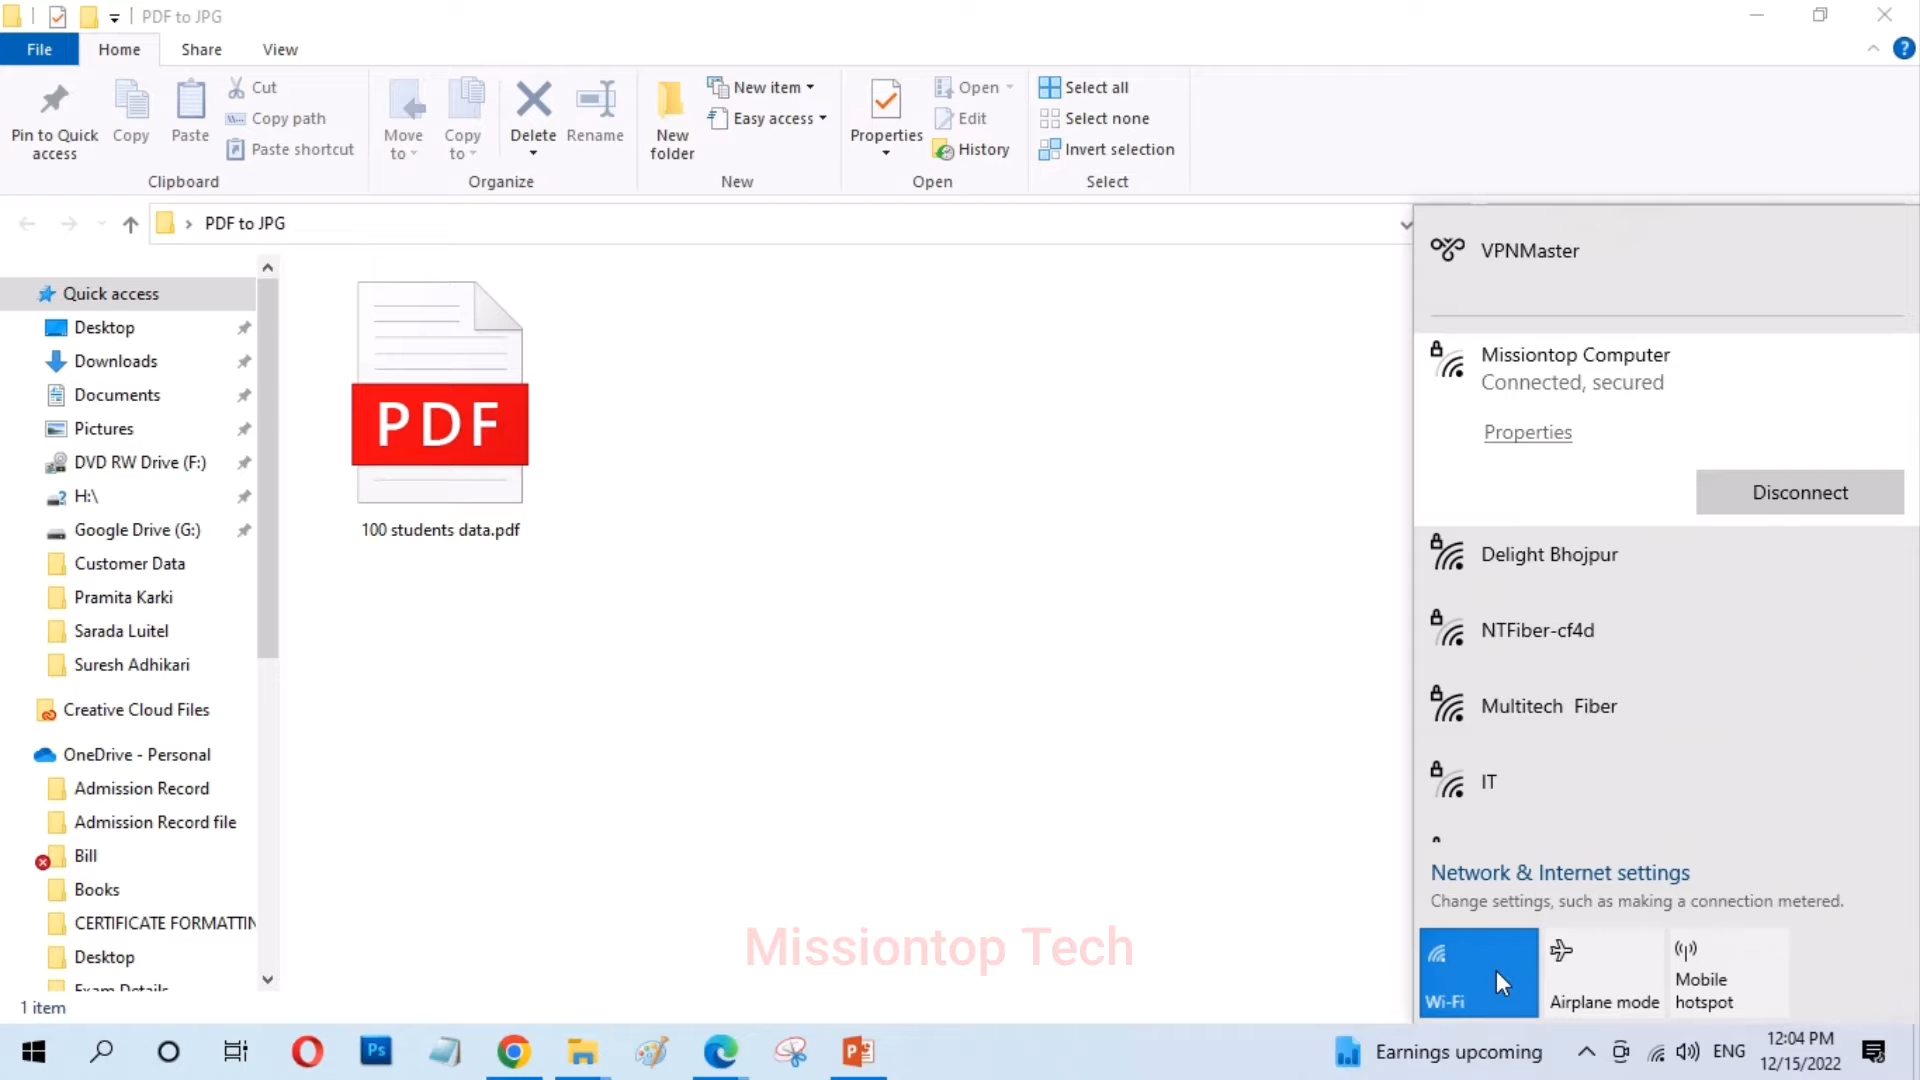 PDF to JPG
File Home Share View
Pin to Quick access
Copy
Paste
Cut
Copy path
Paste shortcut
Clipboard
Move to
Copy to
Delete
Rename
Organize
New folder
New item
Easy access
New
Properties
Open
Edit
History
Open
Select all
Select none
Invert selection
Select
PDF to JPG
Quick access
Desktop
Downloads
Documents
Pictures
DVD RW Drive (F:)
H:\
Google Drive (G:)
Customer Data
Pramita Karki
Sarada Luitel
Suresh Adhikari
Creative Cloud Files
OneDrive - Personal
Admission Record
Admission Record file
Bill
Books
CERTIFICATE FORMATTIN
Desktop
Exam Details
1 item
PDF
100 students data.pdf
VPNMaster
Missiontop Computer
Connected, secured
Properties
Disconnect
Delight Bhojpur
NTFiber-cf4d
Multitech  Fiber
IT
Network & Internet settings
Change settings, such as making a connection metered.
Wi-Fi
Airplane mode
Mobile hotspot
Missiontop Tech
Ps
Earnings upcoming
ENG
12:04 PM
12/15/2022